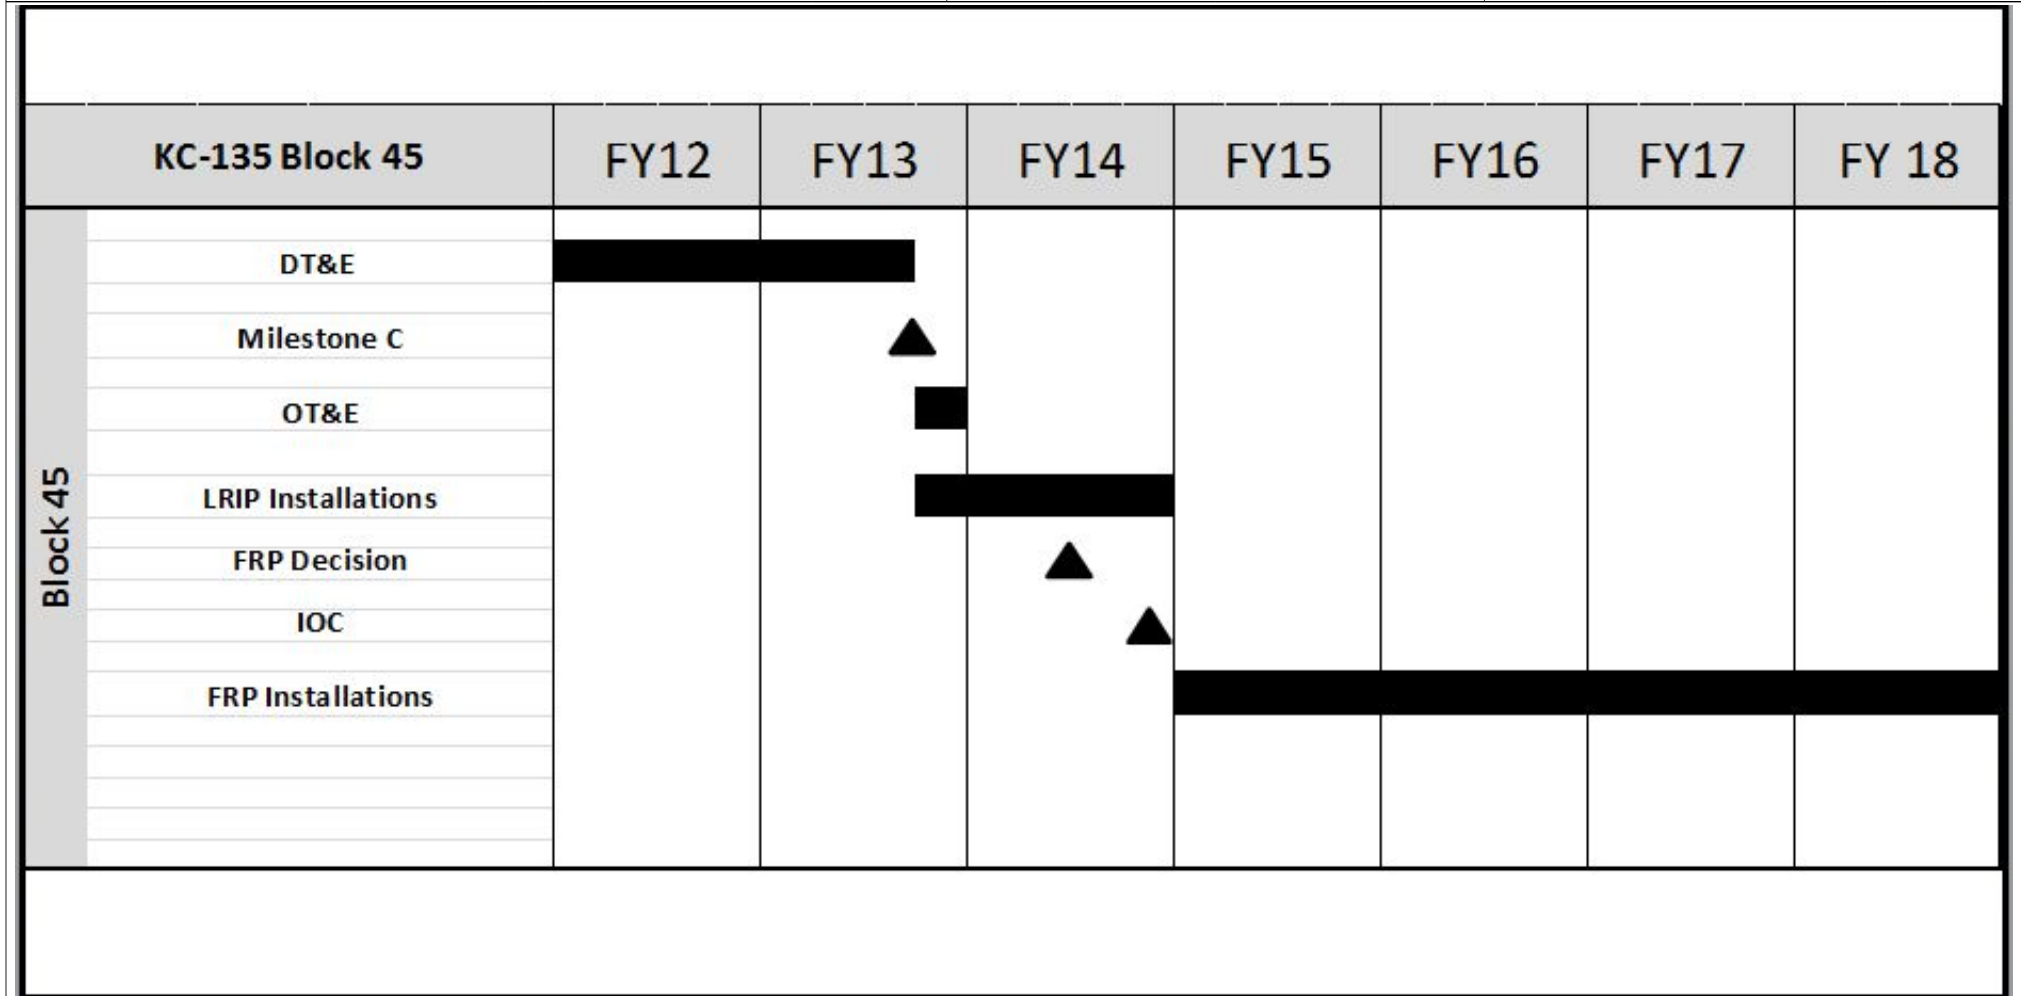 KC-135 Block 45 FY12 FY13 FY14 FY15 FY16 FY17 FY 18
Block 45
DT&E
Milestone C
OT&E
LRIP Installations
FRP Decision
IOC
FRP Installations